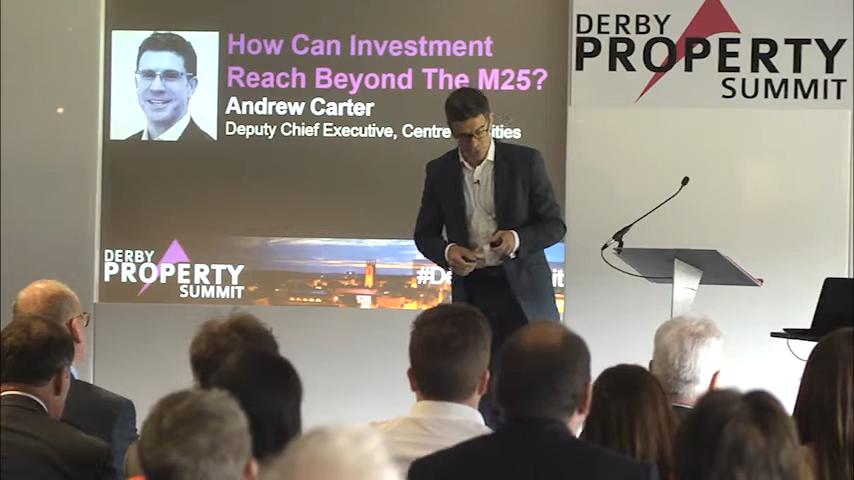 How Can Investment
Reach Beyond The M25?
Andrew Carter
Deputy Chief Executive, Centre
DERBY
PROPERTY
SUMMIT
DERBY
PROPERTY
SUMMIT